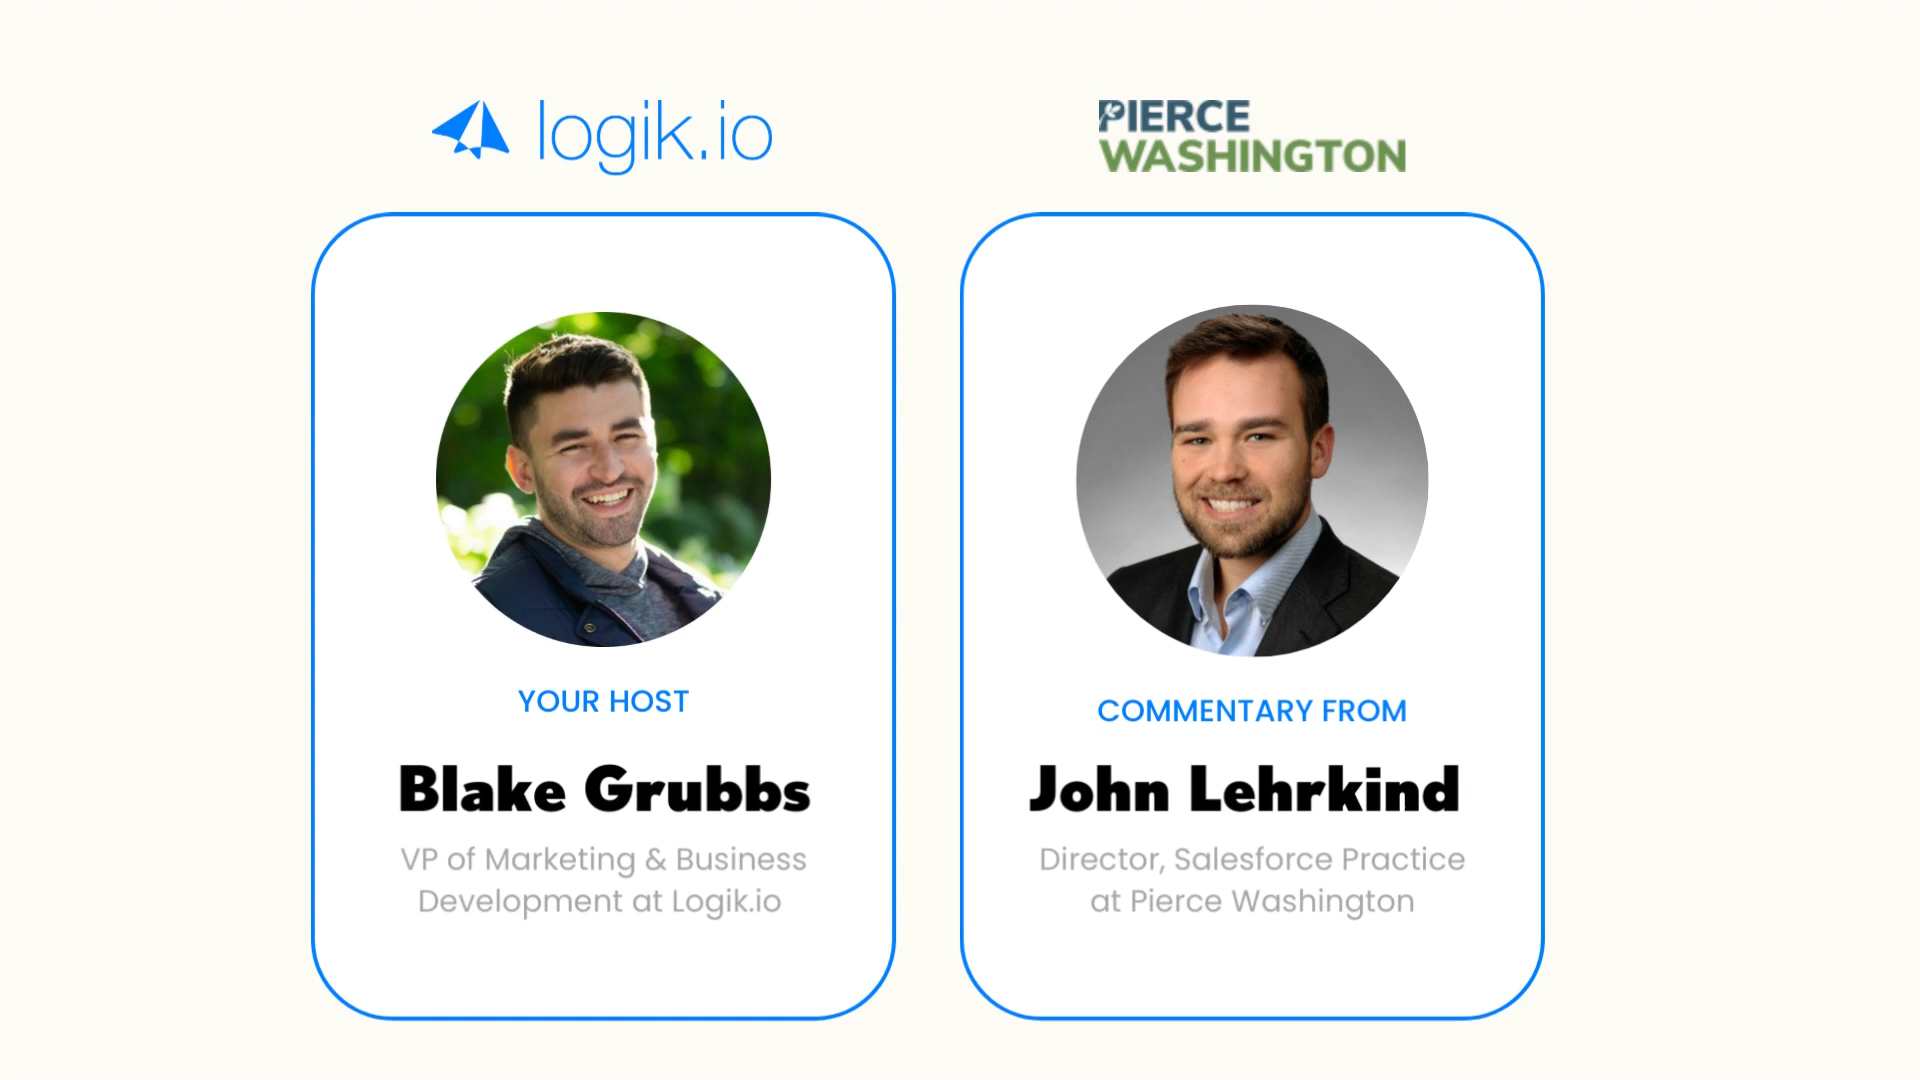 logik.io
PIERCE
WASHINGTON
YOUR HOST
Blake Grubbs
VP of Marketing & Business
Development at Logik.io
COMMENTARY FROM
John Lehrkind
Director, Salesforce Practice
at Pierce Washington